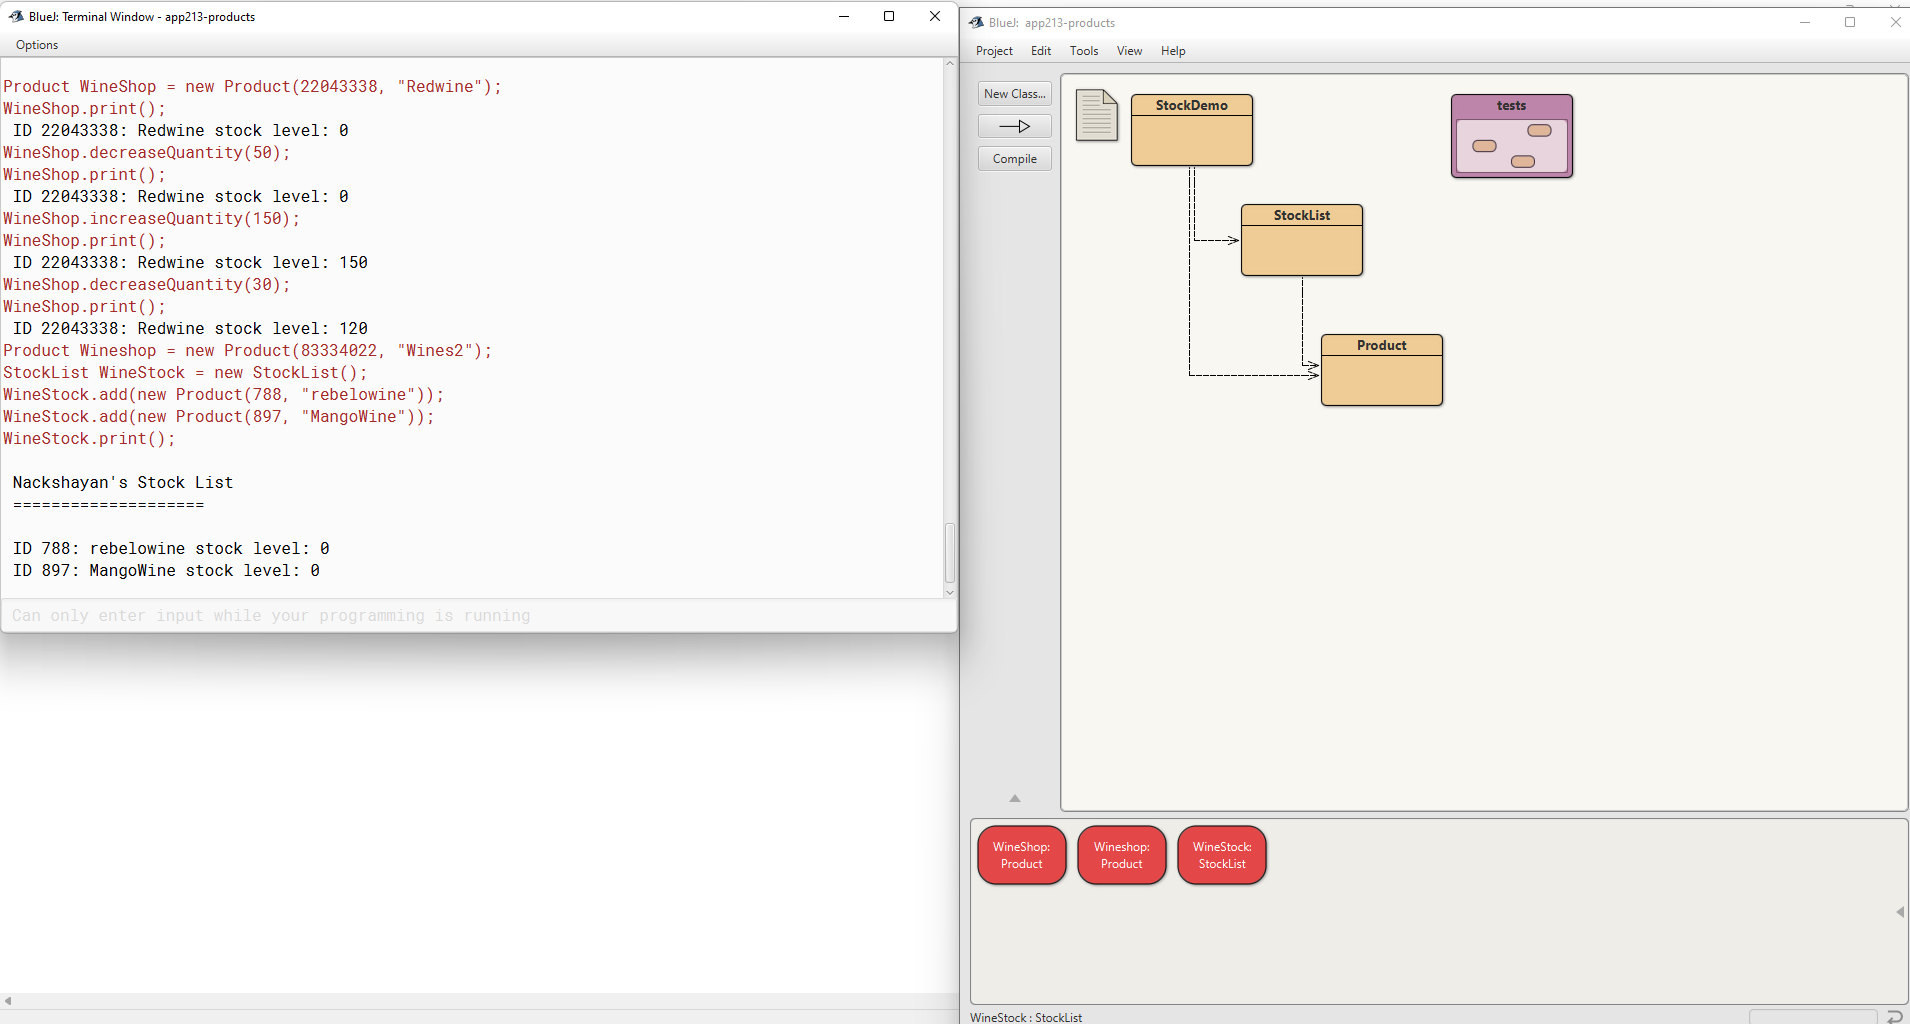 BlueJ: Terminal Window - app213-products
Options
Product WineShop = new Product(22043338, "Redwine");
WineShop.print();
ID 22043338: Redwine stock level: 0
WineShop.decreaseQuantity(50);
WineShop.print();
ID 22043338: Redwine stock level: 0
WineShop.increaseQuantity(150);
WineShop.print();
ID 22043338: Redwine stock level: 150
WineShop.decreaseQuantity(30);
WineShop.print();
ID 22043338: Redwine stock level: 120
Product Wineshop = new Product(83334022, "Wines2");
StockList WineStock = new StockList();
WineStock.add(new Product(788, "rebelowine"));
WineStock.add(new Product(897, "MangoWine"));
WineStock.print();
Nackshayan's Stock List
====================
ID 788: rebelowine stock level: 0
ID 897: MangoWine stock level: 0
Can only enter input while your programming is running
BlueJ: app213-products
Project Edit Tools View Help
New Class...
Compile
StockDemo
tests
StockList
Product
WineShop:
Product
Wineshop:
Product
WineStock:
StockList
WineStock : StockList